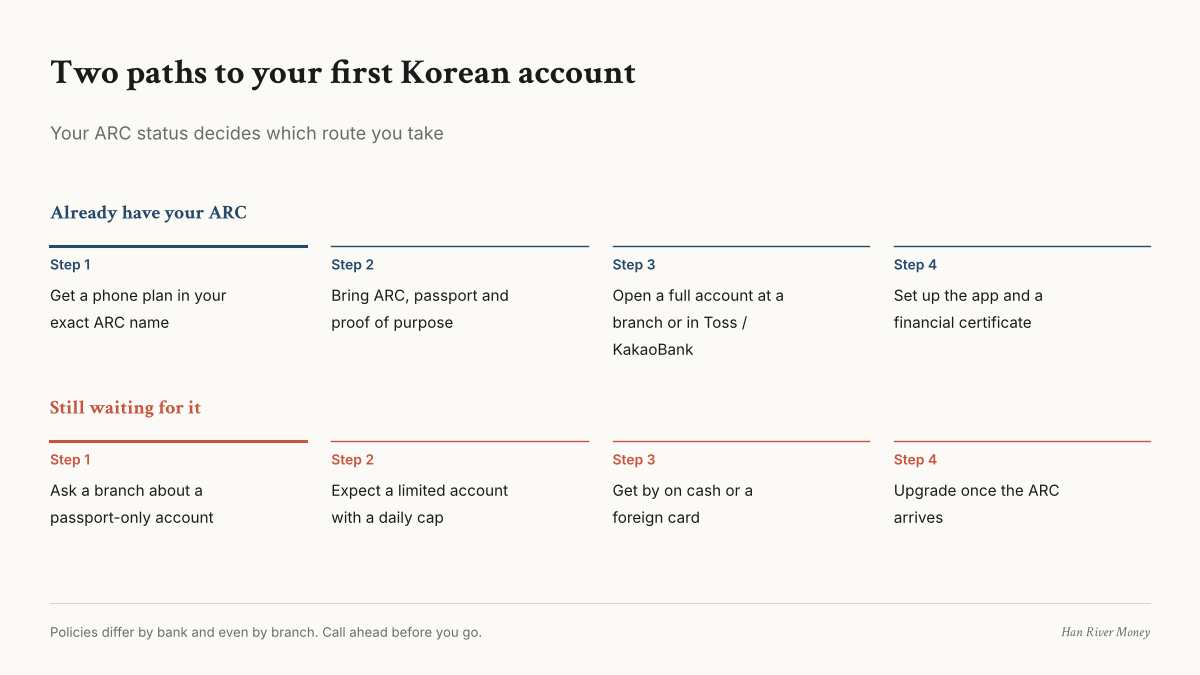 Two paths to your first Korean account
Your ARC status decides which route you take
Already have your ARC
Step 1
Get a phone plan in your
exact ARC name
Step 2
Bring ARC, passport and
proof of purpose
Step 3
Open a full account at a
branch or in Toss /
KakaoBank
Step 4
Set up the app and a
financial certificate
Still waiting for it
Step 1
Ask a branch about a
passport-only account
Step 2
Expect a limited account
with a daily cap
Step 3
Get by on cash or a
foreign card
Step 4
Upgrade once the ARC
arrives
Policies differ by bank and even by branch. Call ahead before you go.
Han River Money